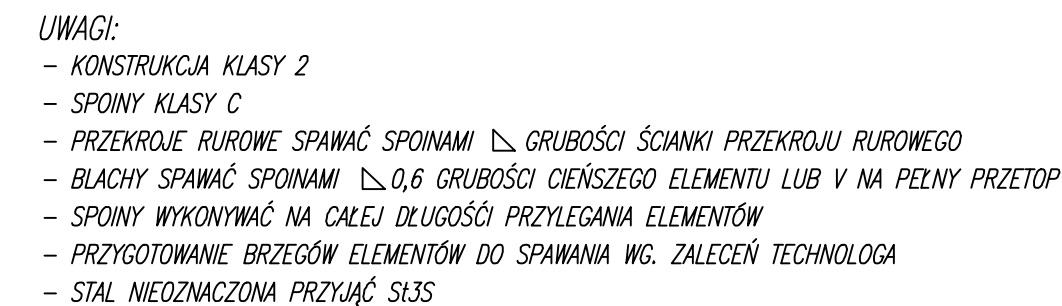 UWAGI:
– KONSTRUKCJA KLASY 2
– SPOINY KLASY C
– PRZEKROJE RUROWE SPAWAĆ SPOINAMI ◺ GRUBOŚCI ŚCIANKI PRZEKROJU RUROWEGO
– BLACHY SPAWAĆ SPOINAMI ◺ 0,6 GRUBOŚCI CIEŃSZEGO ELEMENTU LUB V NA PEŁNY PRZETOP
– SPOINY WYKONYWAĆ NA CAŁEJ DŁUGOŚĆI PRZYLEGANIA ELEMENTÓW
– PRZYGOTOWANIE BRZEGÓW ELEMENTÓW DO SPAWANIA WG. ZALECEŃ TECHNOLOGA
– STAL NIEOZNACZONA PRZYJĄĆ St3S